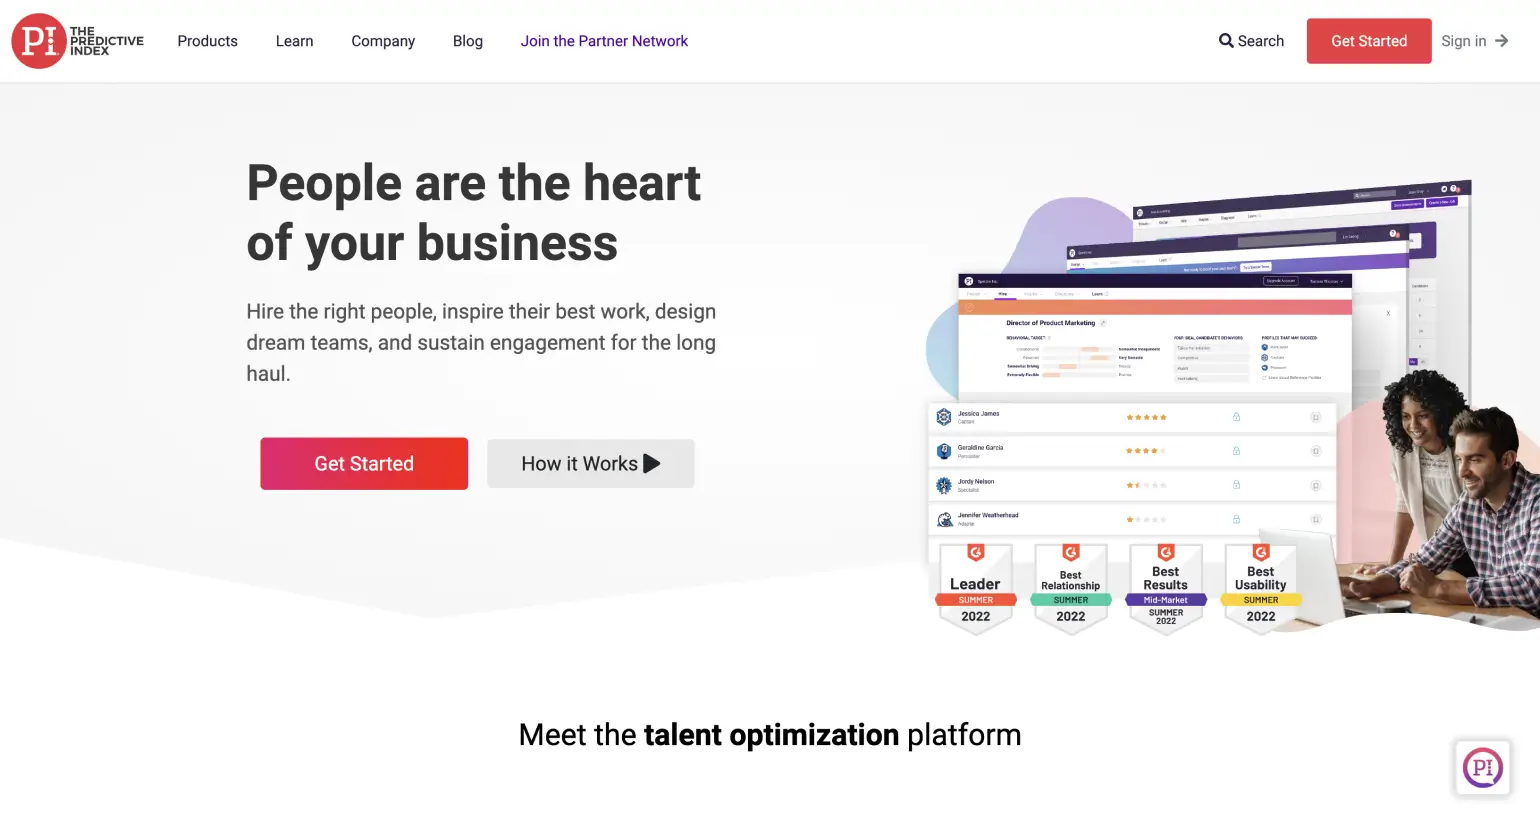 PI THE
PREDICTIVE
INDEX
Products
Learn
Company
Blog
Join the Partner Network
Search
Get Started
Sign in
People are the heart
of your business
Hire the right people, inspire their best work, design
dream teams, and sustain engagement for the long
haul.
Get Started
How it Works
Director of Product Marketing
Jessica James
Captain
Geraldine Garcia
Persuader
Jordy Nelson
Specialist
Jennifer Weatherhead
Adapter
Leader
SUMMER
2022
Best
Relationship
SUMMER
2022
Best
Results
Mid-Market
SUMMER
2022
Best
Usability
SUMMER
2022
Meet the talent optimization platform
PI